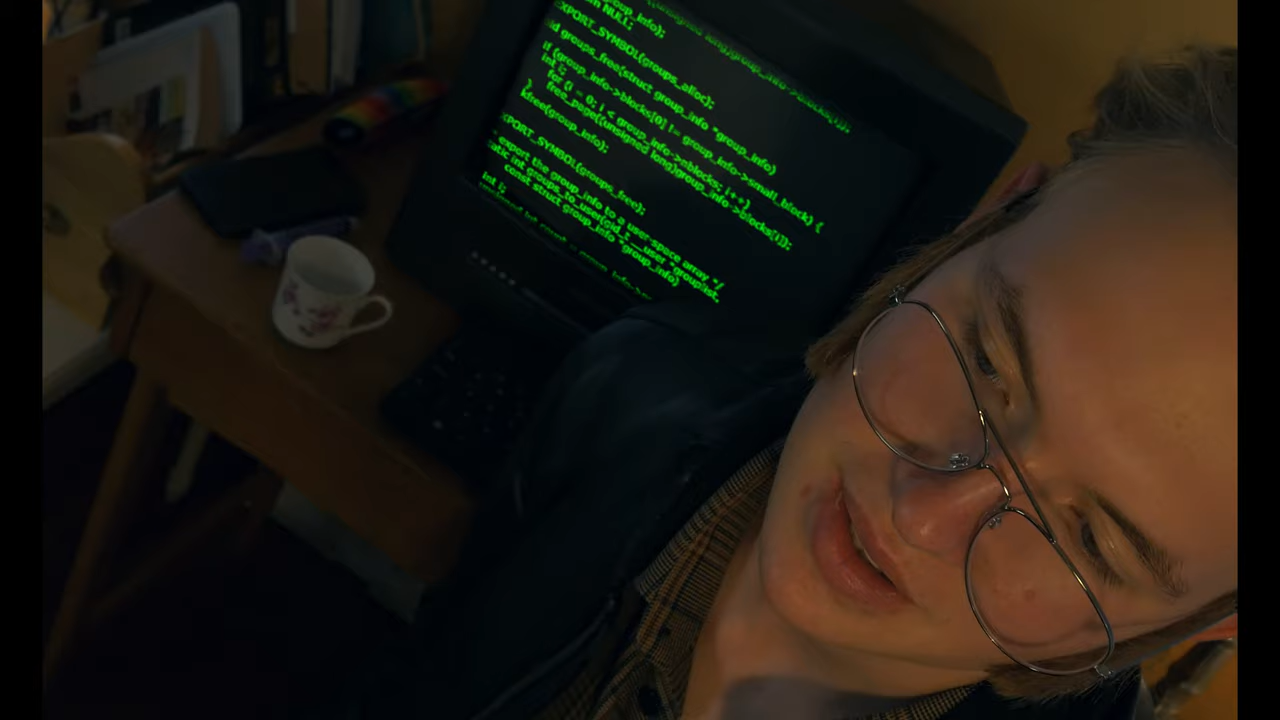 group_info);
NULL;
EXPORT_SYMBOL(groups_alloc);
groups_free(struct group_info *group_info)
if (group_info->blocks[0] != group_info->small_block) {
int i;
for (i = 0; i < group_info->nblocks; i++)
free_page((unsigned long)group_info->blocks[i]);
}
kfree(group_info);
EXPORT_SYMBOL(groups_free);
export the group_info to a user-space array */
int groups_to_user(gid_t __user *grouplist,
const struct group_info *group_info)
int i;